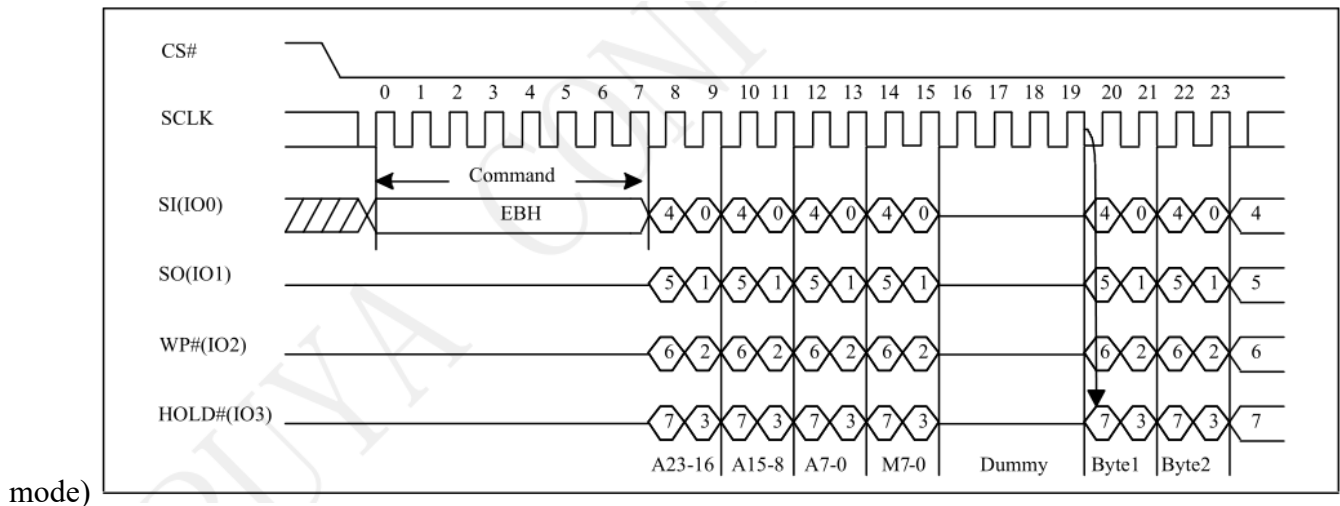 CS#
0 1 2 3 4 5 6 7 8 9 10 11 12 13 14 15 16 17 18 19 20 21 22 23
SCLK
Command
SI(IO0) EBH 4 0 4 0 4 0 4 0 4 0 4 0 4
SO(IO1) 5 1 5 1 5 1 5 1 5 1 5 1 5
WP#(IO2) 6 2 6 2 6 2 6 2 6 2 6 2 6
HOLD#(IO3) 7 3 7 3 7 3 7 3 7 3 7 3 7
A23-16 A15-8 A7-0 M7-0 Dummy Byte1 Byte2
mode)
PUYA CONF